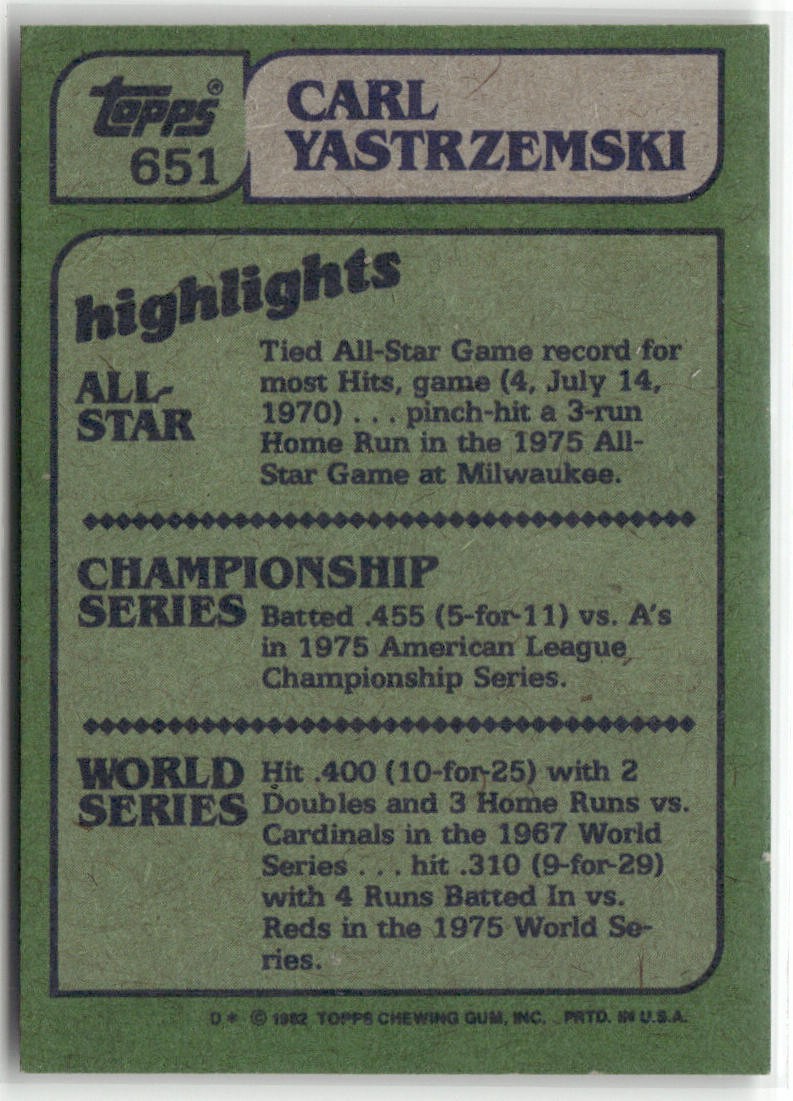 topps®
651
CARL
YASTRZEMSKI
highlights
ALL-
STAR
Tied All-Star Game record for
most Hits, game (4, July 14,
1970) . . . pinch-hit a 3-run
Home Run in the 1975 All-
Star Game at Milwaukee.
CHAMPIONSHIP
SERIES
Batted .455 (5-for-11) vs. A's
in 1975 American League
Championship Series.
WORLD
SERIES
Hit .400 (10-for-25) with 2
Doubles and 3 Home Runs vs.
Cardinals in the 1967 World
Series . . . hit .310 (9-for-29)
with 4 Runs Batted In vs.
Reds in the 1975 World Se-
ries.
D * © 1982 TOPPS CHEWING GUM, INC. PRTD. IN U.S.A.